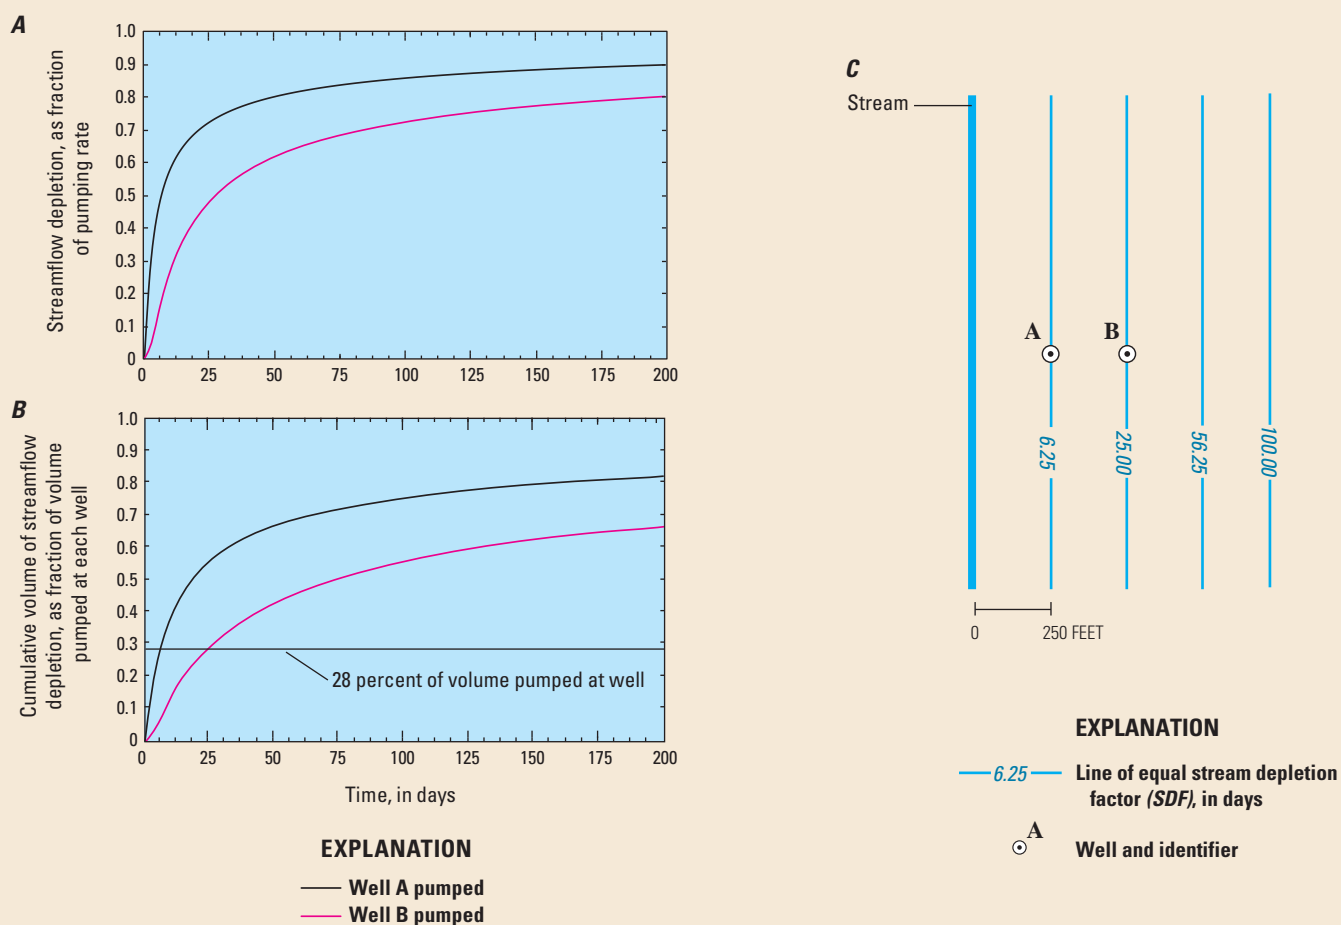 A
Streamflow depletion, as fraction
of pumping rate
1.0
0.9
0.8
0.7
0.6
0.5
0.4
0.3
0.2
0.1
0
0 25 50 75 100 125 150 175 200
B
Cumulative volume of streamflow
depletion, as fraction of volume
pumped at each well
1.0
0.9
0.8
0.7
0.6
0.5
0.4
0.3
0.2
0.1
0
28 percent of volume pumped at well
0 25 50 75 100 125 150 175 200
Time, in days
EXPLANATION
Well A pumped
Well B pumped
C
Stream
A B
6.25 25.00 56.25 100.00
0 250 FEET
EXPLANATION
6.25 Line of equal stream depletion
factor (SDF), in days
A
Well and identifier